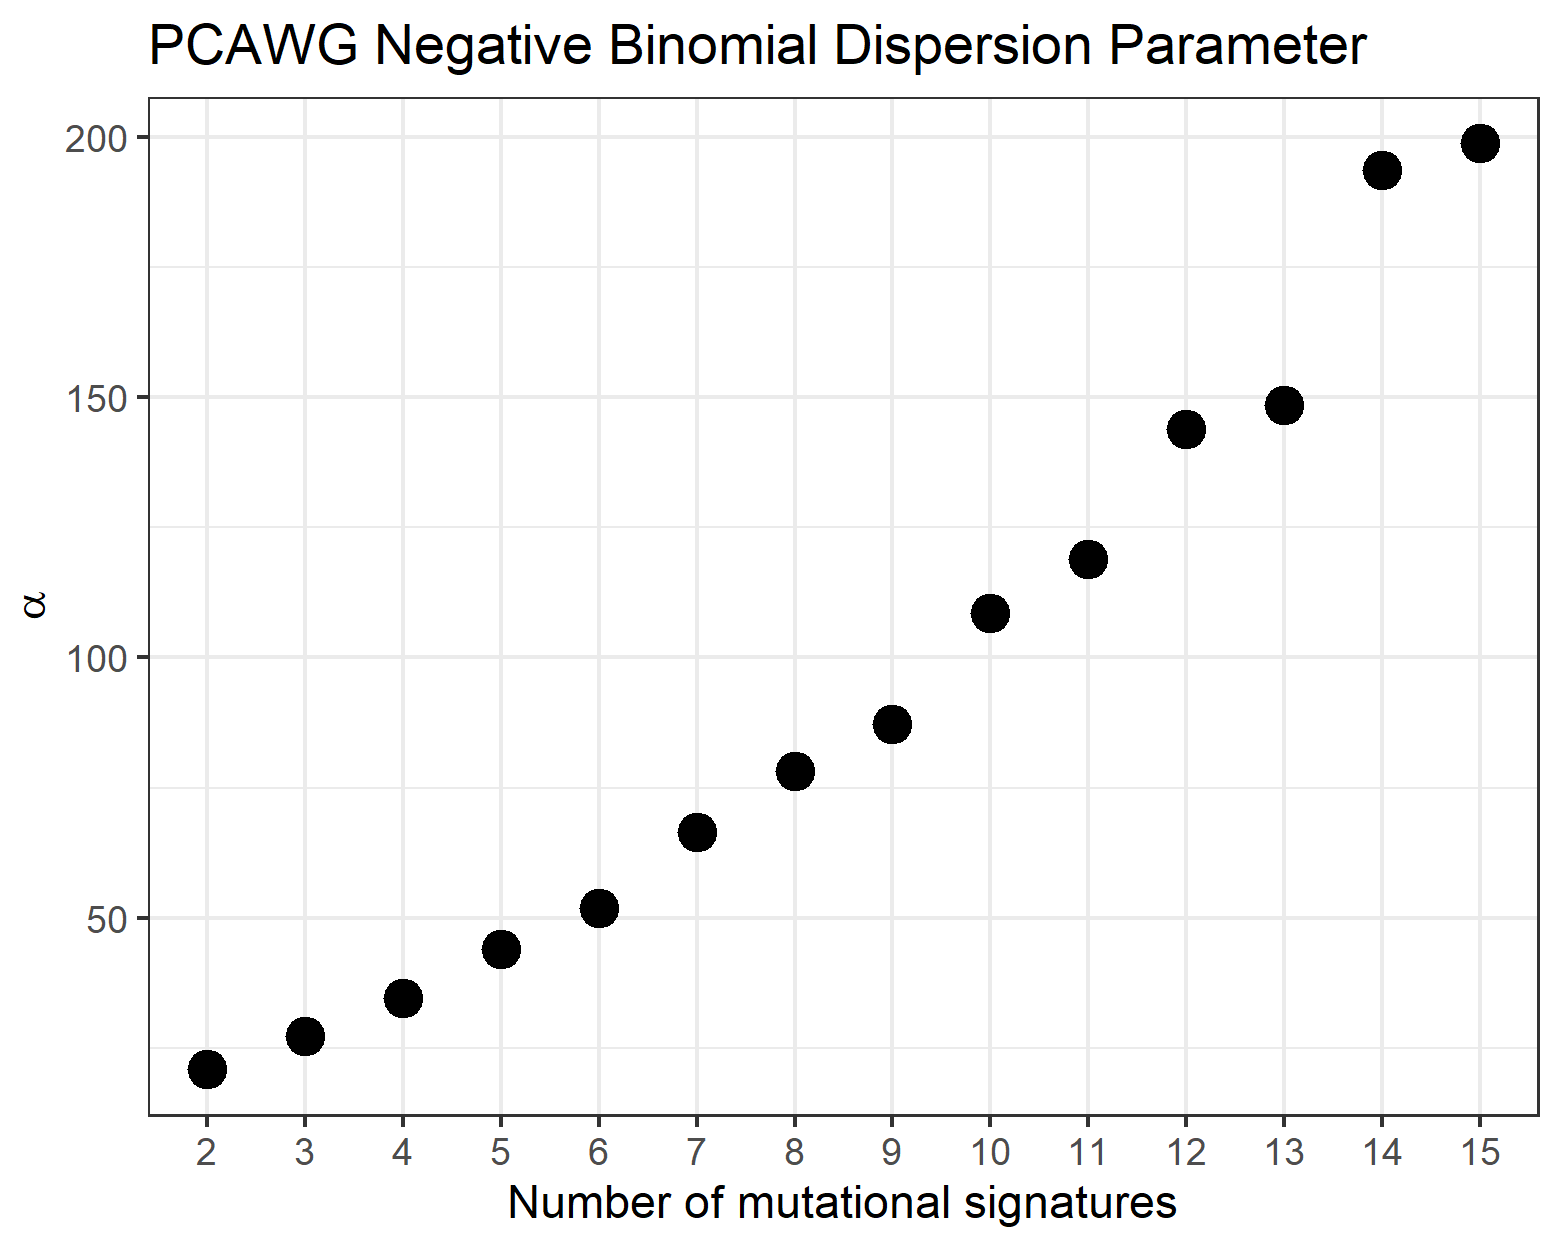 PCAWG Negative Binomial Dispersion Parameter
200
150
100
50
α
2 3 4 5 6 7 8 9 10 11 12 13 14 15
Number of mutational signatures